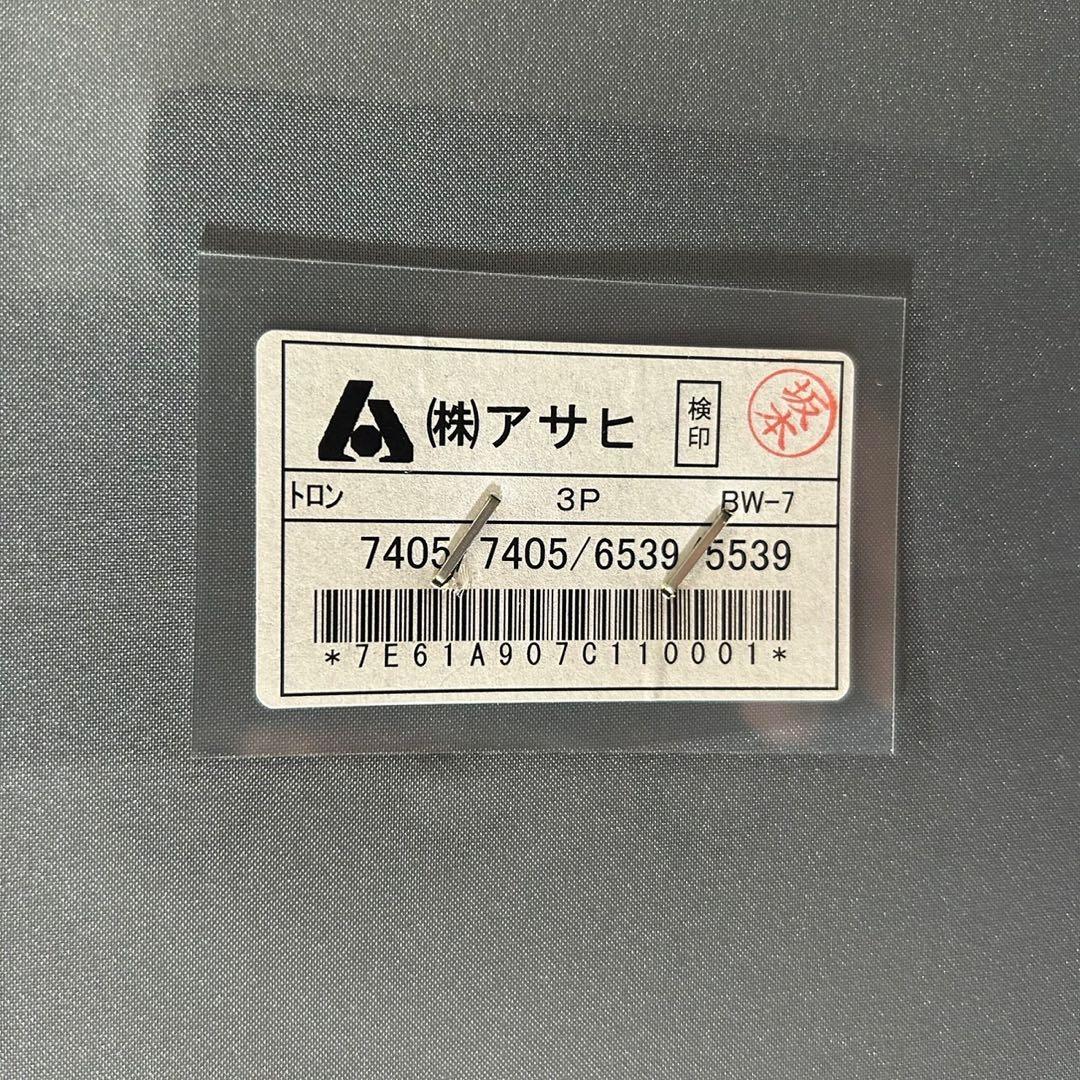 ㈱アサヒ
検印
坂本
トロン 3P BW-7
7405/7405/6539/5539
*7E61A907C110001*